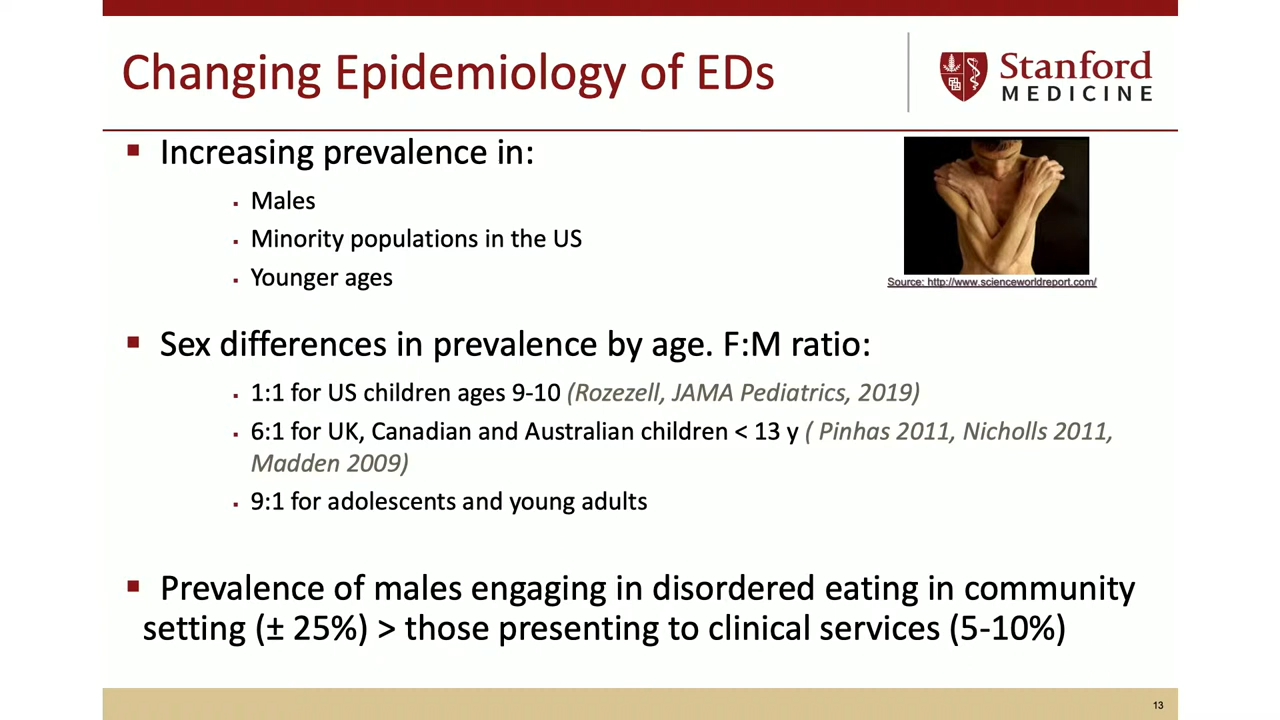 Changing Epidemiology of EDs
Stanford
MEDICINE
▪ Increasing prevalence in:
▪ Males
▪ Minority populations in the US
▪ Younger ages
Source: http://www.scienceworldreport.com/
▪ Sex differences in prevalence by age. F:M ratio:
▪ 1:1 for US children ages 9-10 (Rozezell, JAMA Pediatrics, 2019)
▪ 6:1 for UK, Canadian and Australian children < 13 y ( Pinhas 2011, Nicholls 2011,
Madden 2009)
▪ 9:1 for adolescents and young adults
▪ Prevalence of males engaging in disordered eating in community
setting (± 25%) > those presenting to clinical services (5-10%)
13